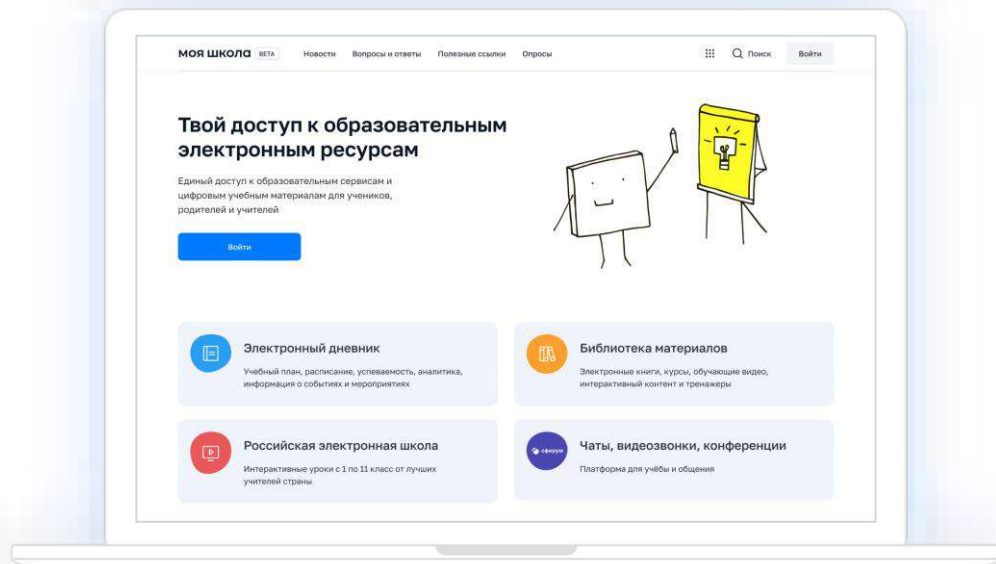 моя школа BETA Новости Вопросы и ответы Полезные ссылки Опросы Поиск Войти
Твой доступ к образовательным
электронным ресурсам
Единый доступ к образовательным сервисам и
цифровым учебным материалам для учеников,
родителей и учителей
Войти
Электронный дневник
Учебный план, расписание, успеваемость, аналитика,
информация о событиях и мероприятиях
Библиотека материалов
Электронные книги, курсы, обучающие видео,
интерактивный контент и тренажеры
Российская электронная школа
Интерактивные уроки с 1 по 11 класс от лучших
учителей страны
сферум
Чаты, видеозвонки, конференции
Платформа для учёбы и общения